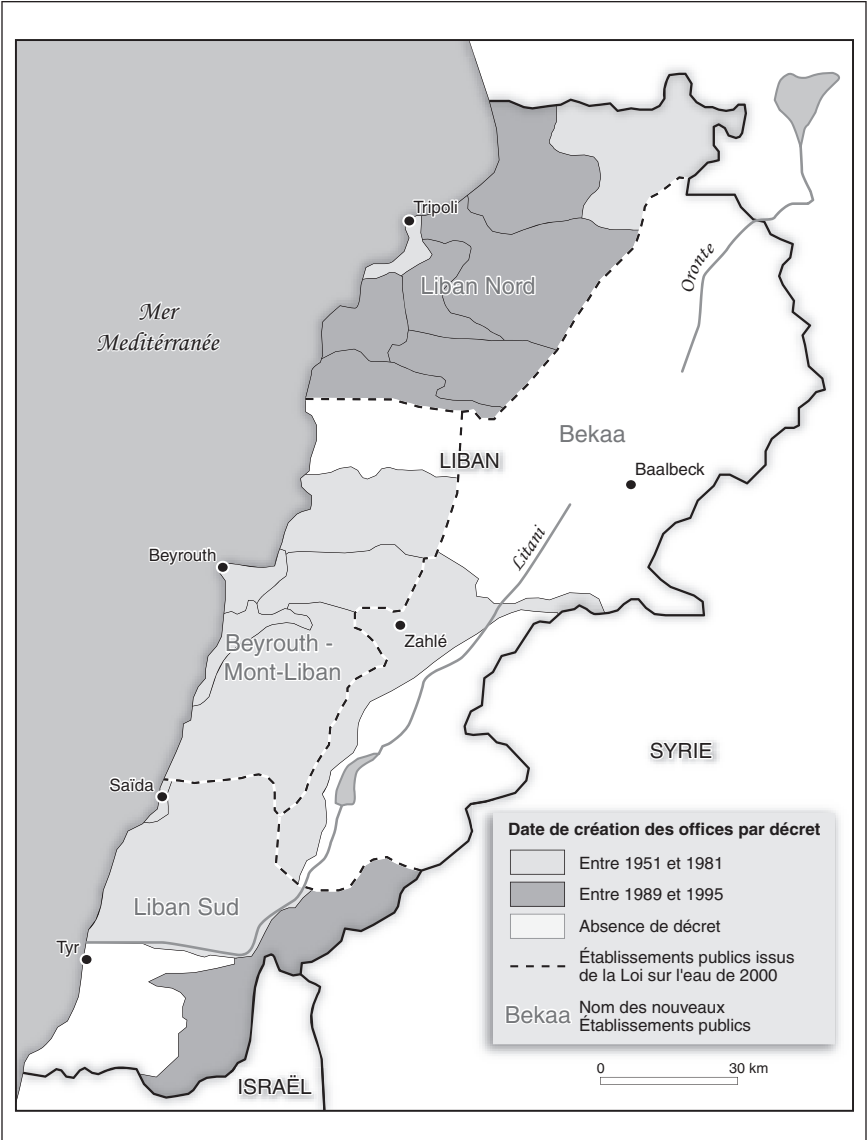 Tripoli
Liban Nord
Oronte
Mer
Meditérranée
Bekaa
LIBAN
Baalbeck
Litani
Beyrouth
Zahlé
Beyrouth -
Mont-Liban
SYRIE
Saïda
Date de création des offices par décret
Entre 1951 et 1981
Entre 1989 et 1995
Absence de décret
Établissements publics issus
de la Loi sur l'eau de 2000
Bekaa
Nom des nouveaux
Établissements publics
Liban Sud
Tyr
0 30 km
ISRAËL